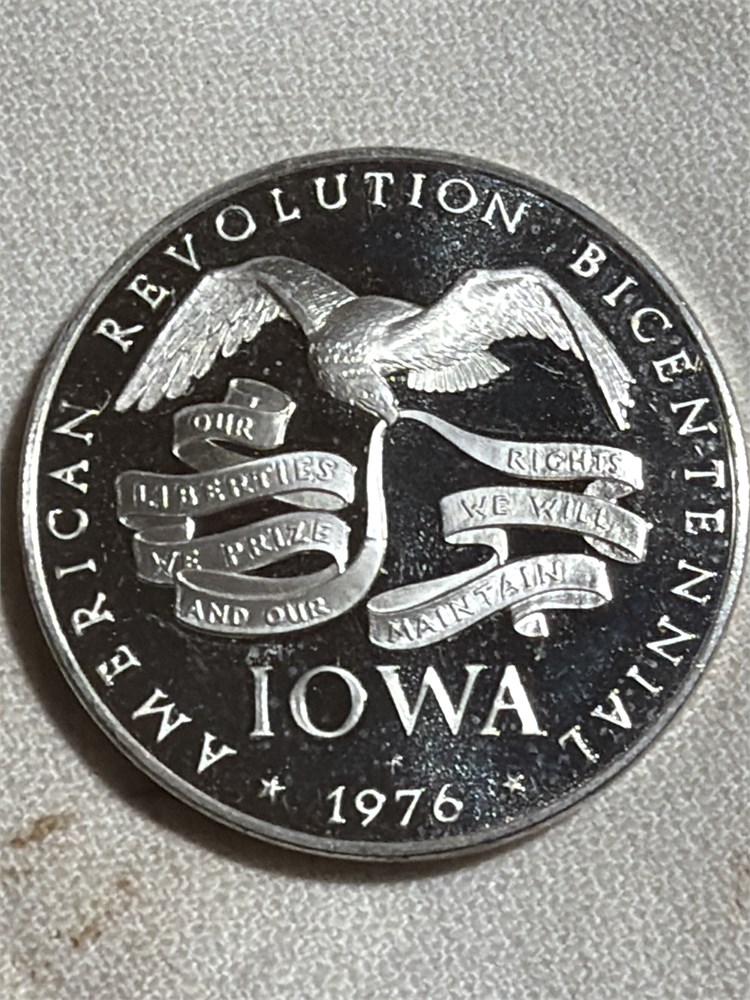 AMERICAN REVOLUTION BICENTENNIAL
OUR
LIBERTIES
WE PRIZE
AND OUR
RIGHTS
WE WILL
MAINTAIN
IOWA
* 1976 *